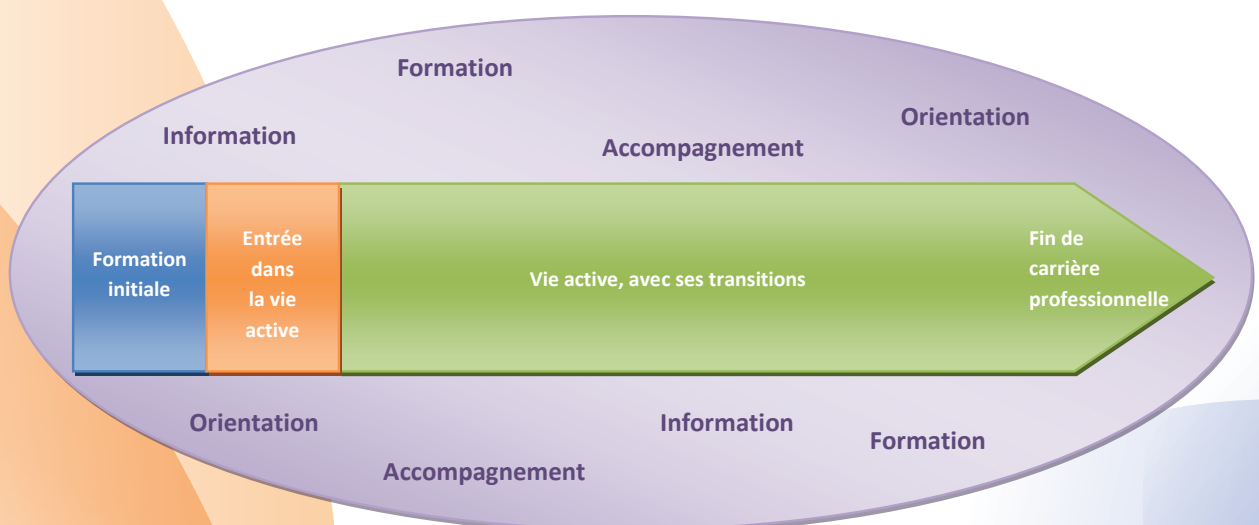 Formation
Orientation
Information
Accompagnement
Formation
initiale
Entrée
dans
la vie
active
Vie active, avec ses transitions
Fin de
carrière
professionnelle
Orientation
Information
Formation
Accompagnement